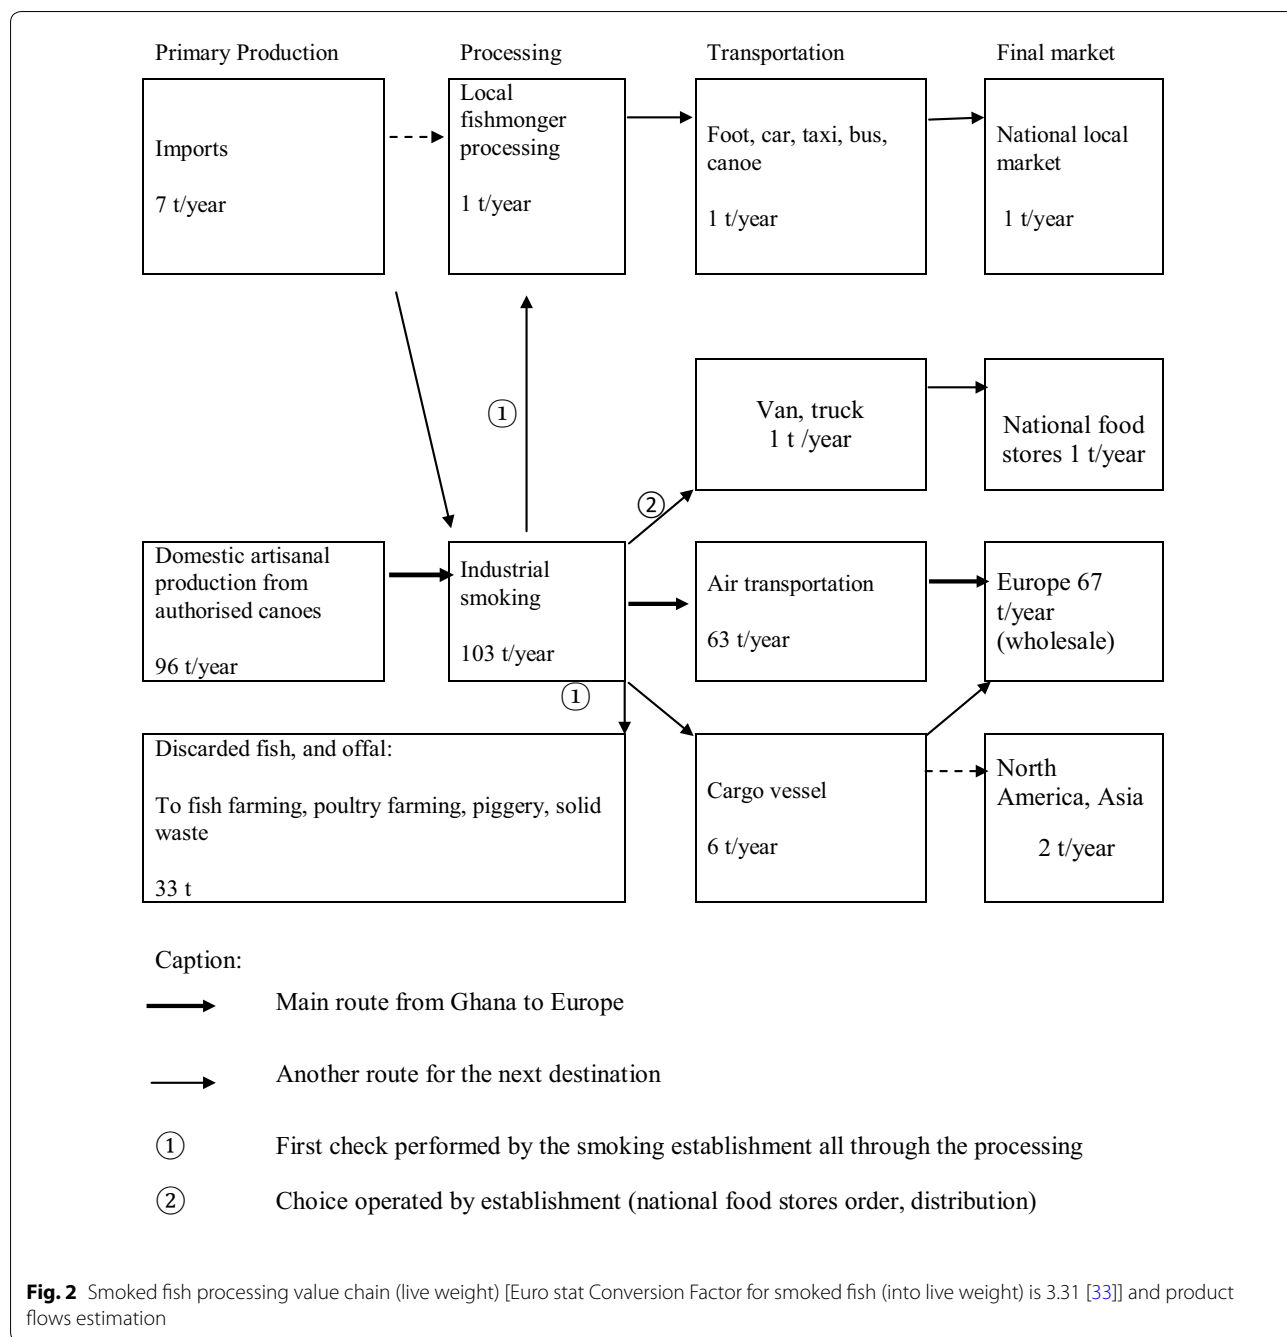 Primary Production
Processing
Transportation
Final market
Imports
7 t/year
Local
fishmonger
processing
1 t/year
Foot, car, taxi, bus,
canoe
1 t/year
National local
market
1 t/year
①
Van, truck
1 t /year
National food
stores 1 t/year
②
Domestic artisanal
production from
authorised canoes
96 t/year
Industrial
smoking
103 t/year
Air transportation
63 t/year
Europe 67
t/year
(wholesale)
①
Discarded fish, and offal:
To fish farming, poultry farming, piggery, solid
waste
33 t
Cargo vessel
6 t/year
North
America, Asia
2 t/year
Caption:
Main route from Ghana to Europe
Another route for the next destination
① First check performed by the smoking establishment all through the processing
② Choice operated by establishment (national food stores order, distribution)
Fig. 2 Smoked fish processing value chain (live weight) [Euro stat Conversion Factor for smoked fish (into live weight) is 3.31 [33]] and product
flows estimation